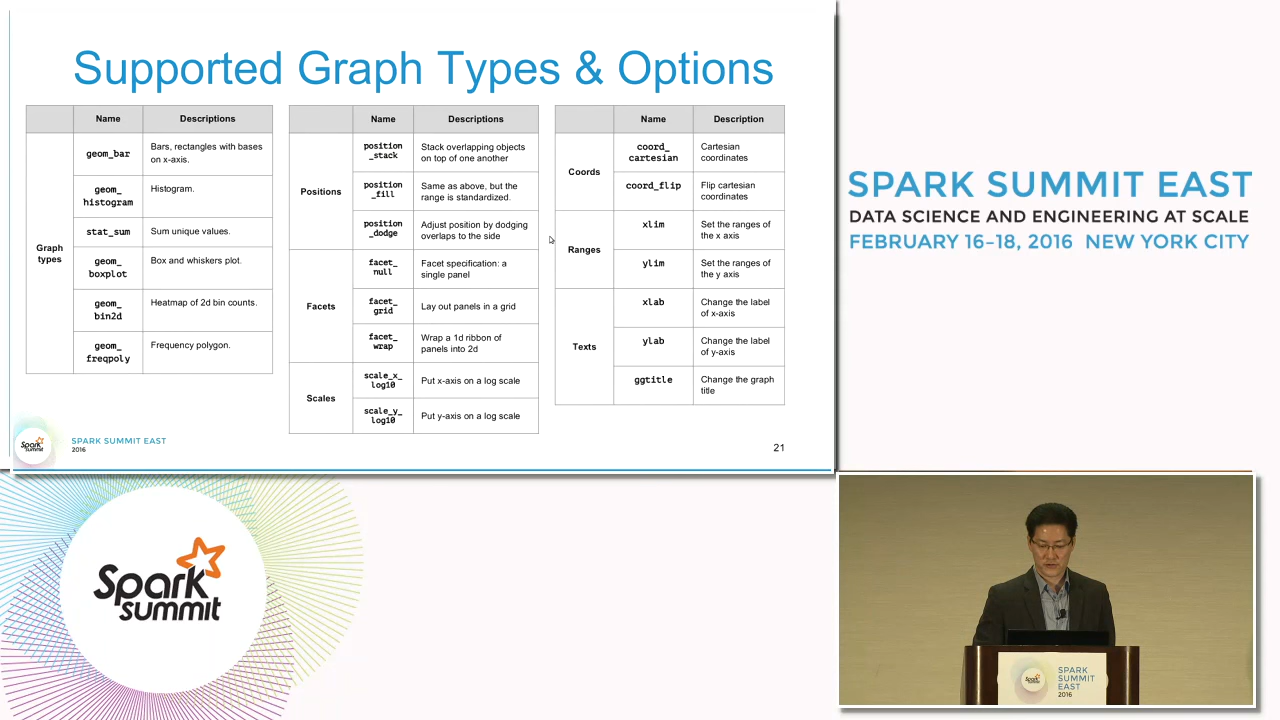 Supported Graph Types & Options
Name Descriptions
Graph
types
geom_bar
Bars, rectangles with bases
on x-axis.
geom_
histogram
Histogram.
stat_sum
Sum unique values.
geom_
boxplot
Box and whiskers plot.
geom_
bin2d
Heatmap of 2d bin counts.
geom_
freqpoly
Frequency polygon.
Name Descriptions
Positions
position
_stack
Stack overlapping objects
on top of one another
position
_fill
Same as above, but the
range is standardized.
position
_dodge
Adjust position by dodging
overlaps to the side
Facets
facet_
null
Facet specification: a
single panel
facet_
grid
Lay out panels in a grid
facet_
wrap
Wrap a 1d ribbon of
panels into 2d
Scales
scale_x_
log10
Put x-axis on a log scale
scale_y_
log10
Put y-axis on a log scale
Name Description
Coords
coord_
cartesian
Cartesian
coordinates
coord_flip
Flip cartesian
coordinates
Ranges
xlim
Set the ranges of
the x axis
ylim
Set the ranges of
the y axis
Texts
xlab
Change the label
of x-axis
ylab
Change the label
of y-axis
ggtitle
Change the graph
title
Spark
Summit
SPARK SUMMIT EAST
2016
21
SPARK SUMMIT EAST
DATA SCIENCE AND ENGINEERING AT SCALE
FEBRUARY 16–18, 2016 NEW YORK CITY
Spark
summit
SPARK
SUMMIT
EAST
2016